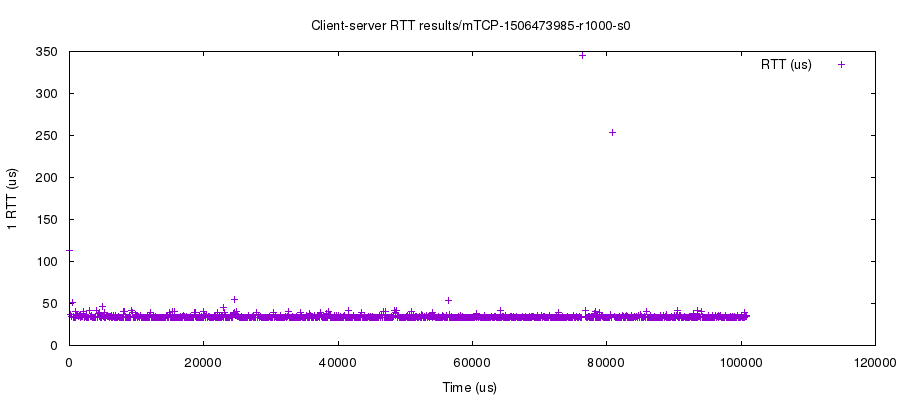 Client-server RTT results/mTCP-1506473985-r1000-s0
RTT (us)
1 RTT (us)
350
300
250
200
150
100
50
0
0 20000 40000 60000 80000 100000 120000
Time (us)